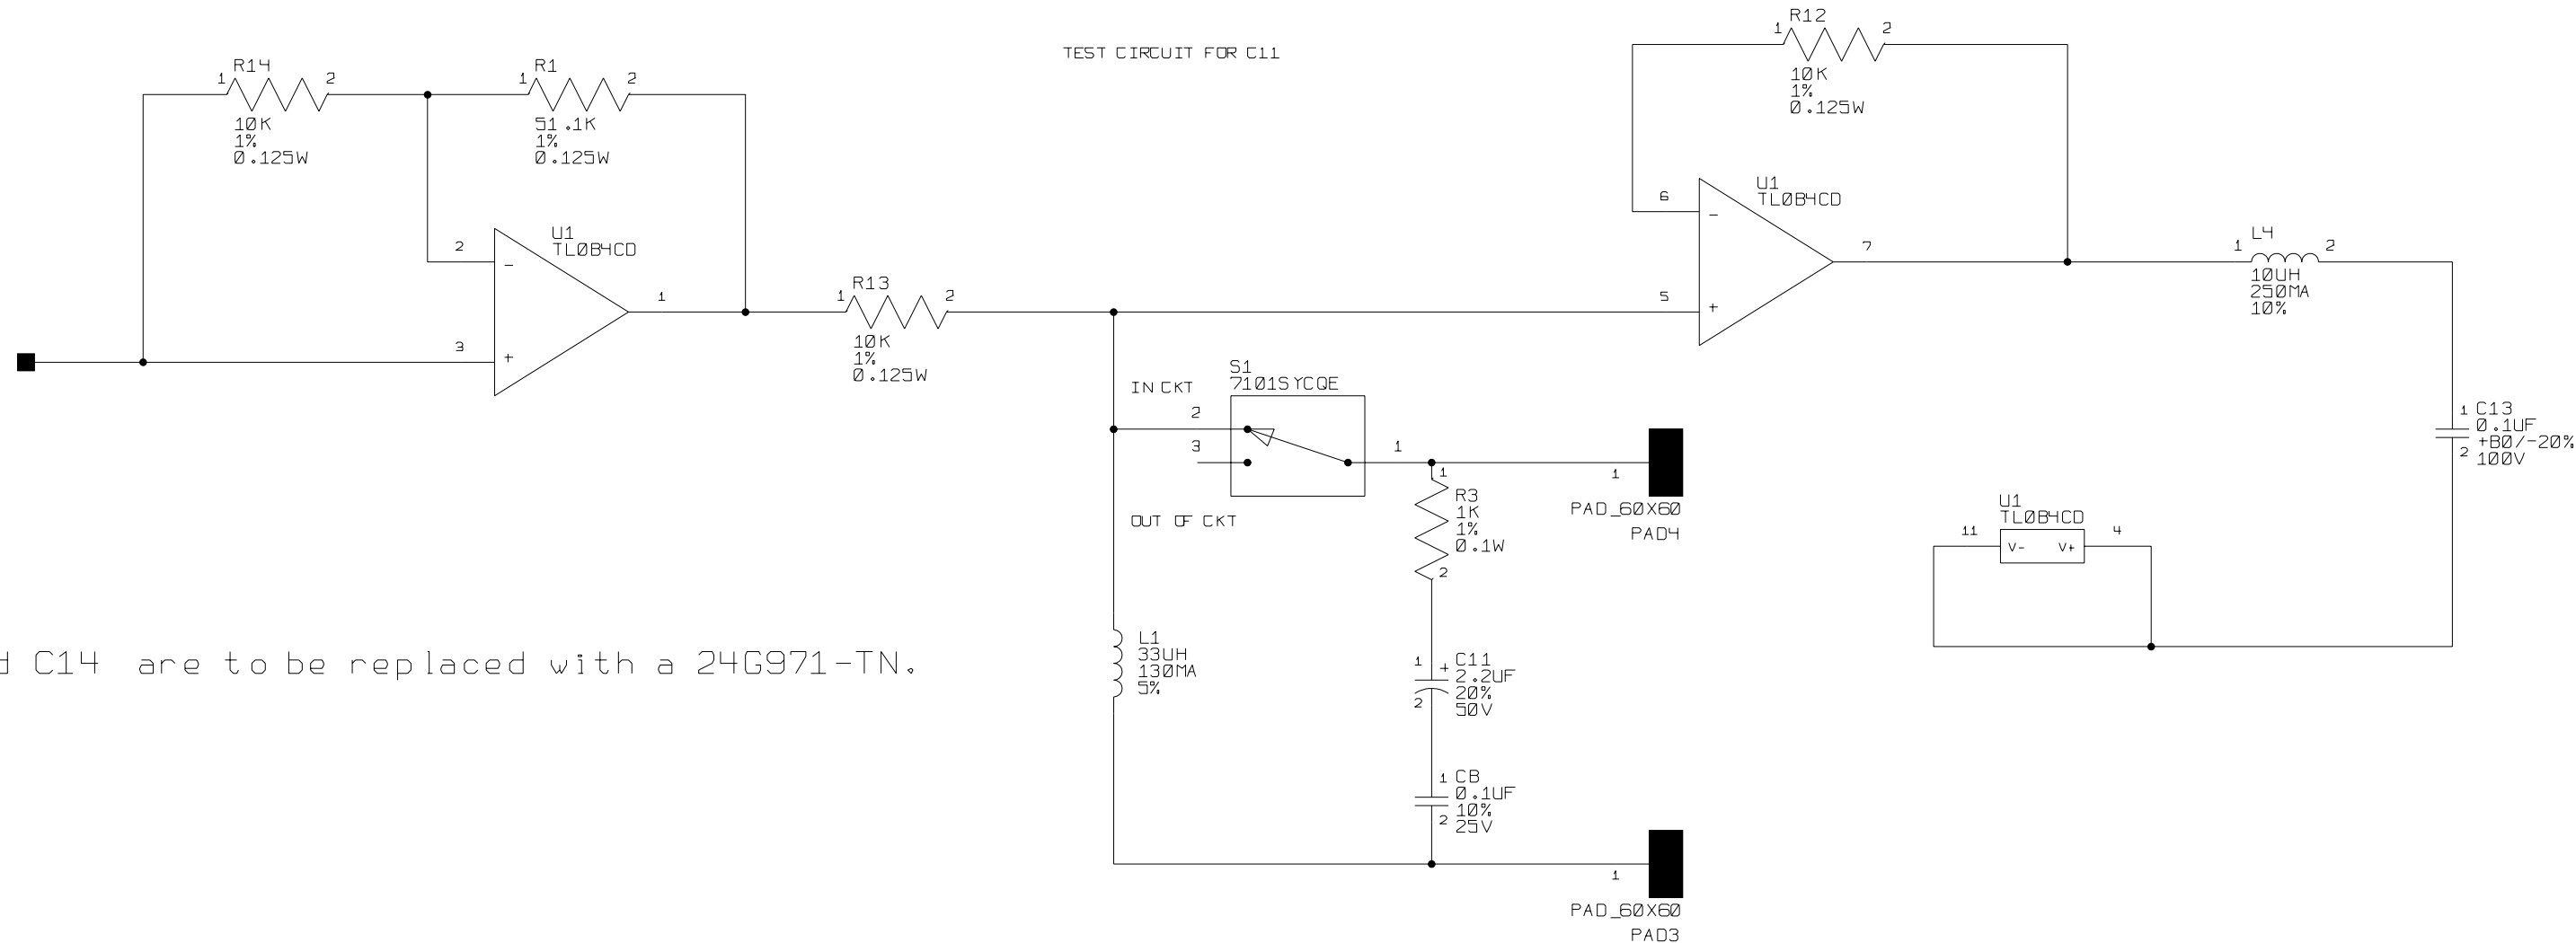 TEST CIRCUIT FOR C11
R14
1 2
10K
1%
0.125W
R1
1 2
51.1K
1%
0.125W
U1
TL084CD
2
-
3
+
1
R13
1 2
10K
1%
0.125W
R12
1 2
10K
1%
0.125W
U1
TL084CD
6
-
5
+
7
L4
1 2
10UH
250MA
10%
1 C13
0.1UF
+80/-20%
2 100V
S1
7101SYCQE
IN CKT
2
3
1
OUT OF CKT
1
R3
1K
1%
0.1W
2
1
PAD_60X60
PAD4
U1
TL084CD
11 V- V+ 4
L1
33UH
130MA
5%
1 + C11
2.2UF
20%
2 50V
1 C8
0.1UF
10%
2 25V
1
PAD_60X60
PAD3
d C14 are to be replaced with a 24G971-TN.